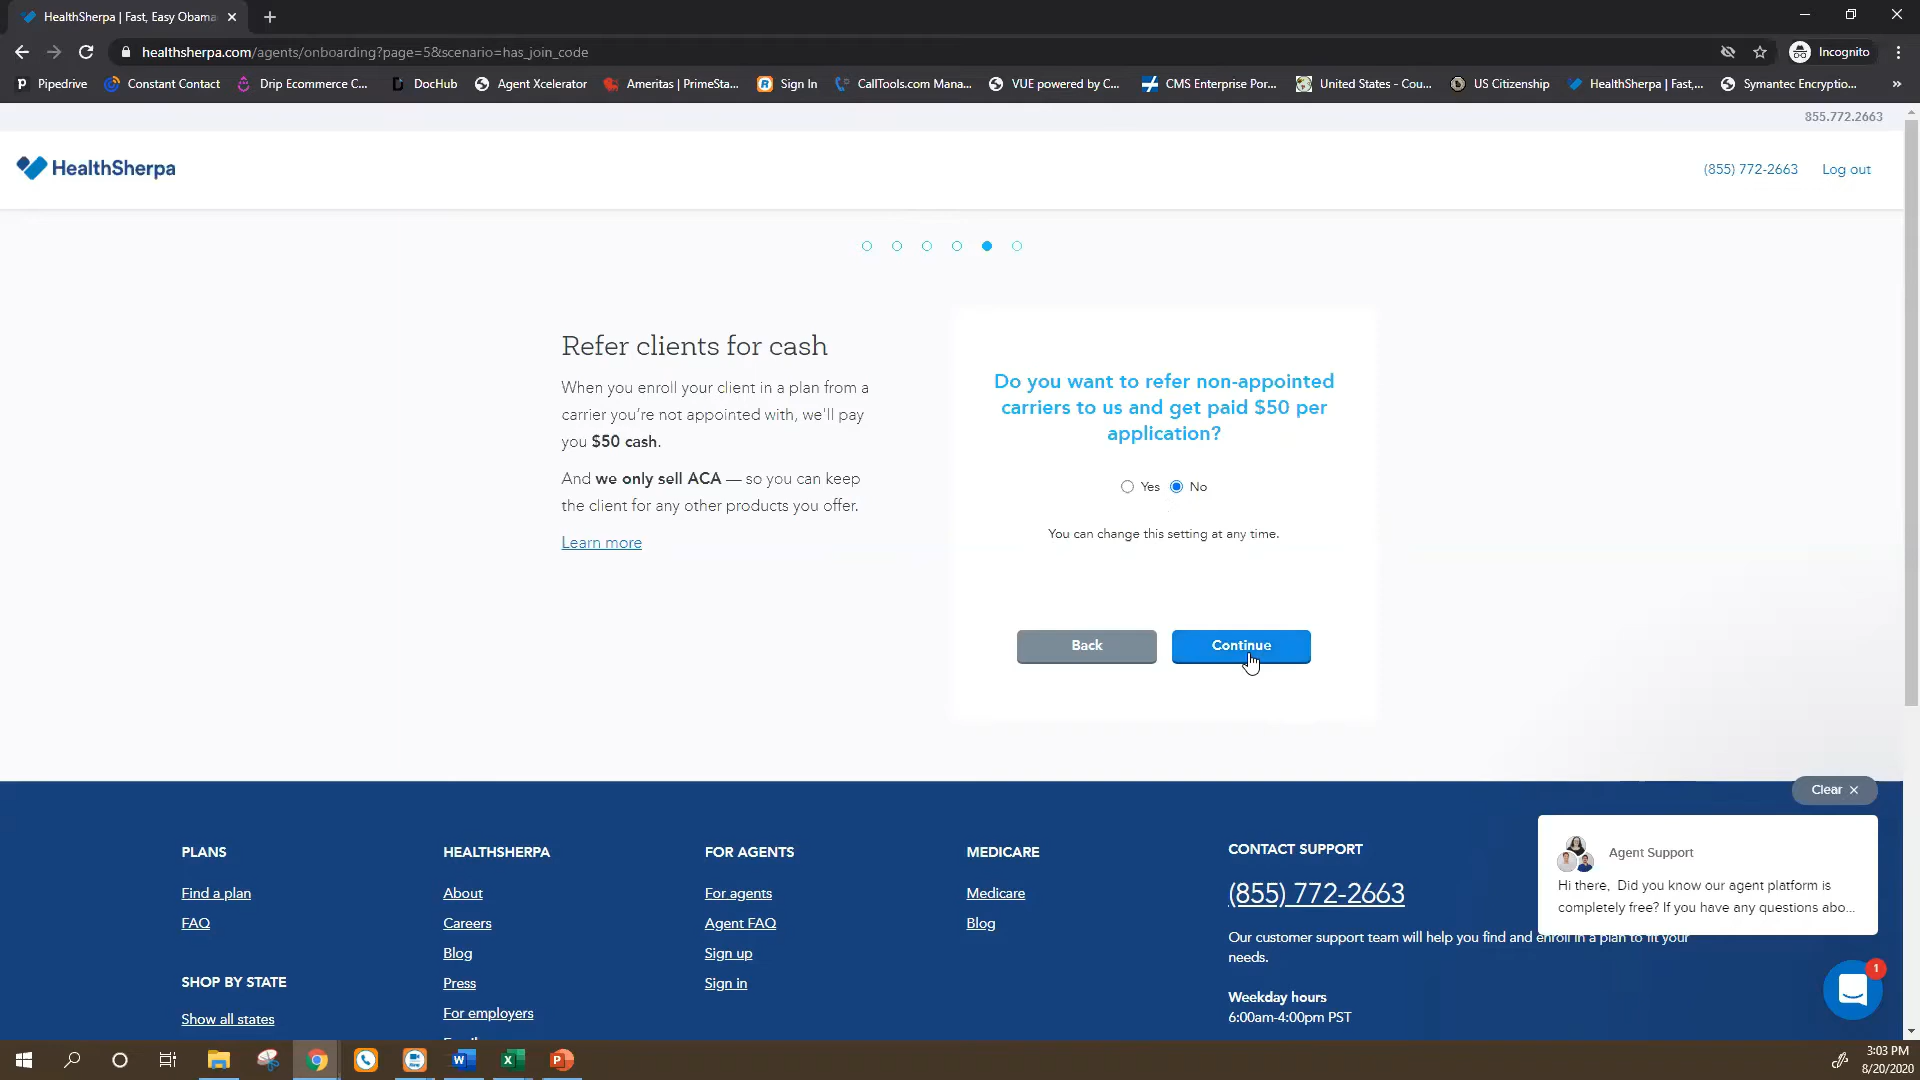 HealthSherpa | Fast, Easy Obama
healthsherpa.com/agents/onboarding?page=5&scenario=has_join_code
Incognito
Pipedrive
Constant Contact
Drip Ecommerce C...
DocHub
Agent Xcelerator
Ameritas | PrimeSta...
Sign In
CallTools.com Mana...
VUE powered by C...
CMS Enterprise Por...
United States - Cou...
US Citizenship
HealthSherpa | Fast,...
Symantec Encryptio...
»
855.772.2663
HealthSherpa
(855) 772-2663
Log out
Refer clients for cash
When you enroll your client in a plan from a
carrier you're not appointed with, we'll pay
you $50 cash.
And we only sell ACA — so you can keep
the client for any other products you offer.
Learn more
Do you want to refer non-appointed
carriers to us and get paid $50 per
application?
Yes No
You can change this setting at any time.
Back
Continue
PLANS
Find a plan
FAQ
SHOP BY STATE
Show all states
HEALTHSHERPA
About
Careers
Blog
Press
For employers
FOR AGENTS
For agents
Agent FAQ
Sign up
Sign in
MEDICARE
Medicare
Blog
CONTACT SUPPORT
(855) 772-2663
Our customer support team will help you find and enroll in a plan to fit your
needs.
Weekday hours
6:00am-4:00pm PST
Clear ×
Agent Support
Hi there, Did you know our agent platform is
completely free? If you have any questions abo...
1
3:03 PM
8/20/2020